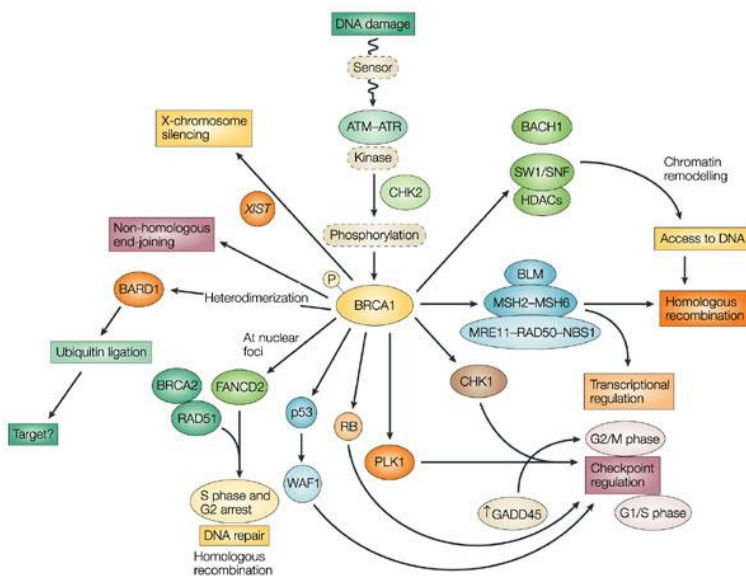 DNA damage
Sensor
ATM–ATR
Kinase
CHK2
Phosphorylation
X-chromosome
silencing
XIST
Non-homologous
end-joining
BARD1
Heterodimerization
P
BRCA1
BACH1
SW1/SNF
HDACs
Chromatin
remodelling
Access to DNA
BLM
MSH2–MSH6
MRE11–RAD50–NBS1
Homologous
recombination
Transcriptional
regulation
Ubiquitin ligation
Target?
At nuclear
foci
BRCA2
RAD51
FANCD2
p53
RB
PLK1
CHK1
WAF1
S phase and
G2 arrest
DNA repair
Homologous
recombination
↑GADD45
G2/M phase
Checkpoint
regulation
G1/S phase